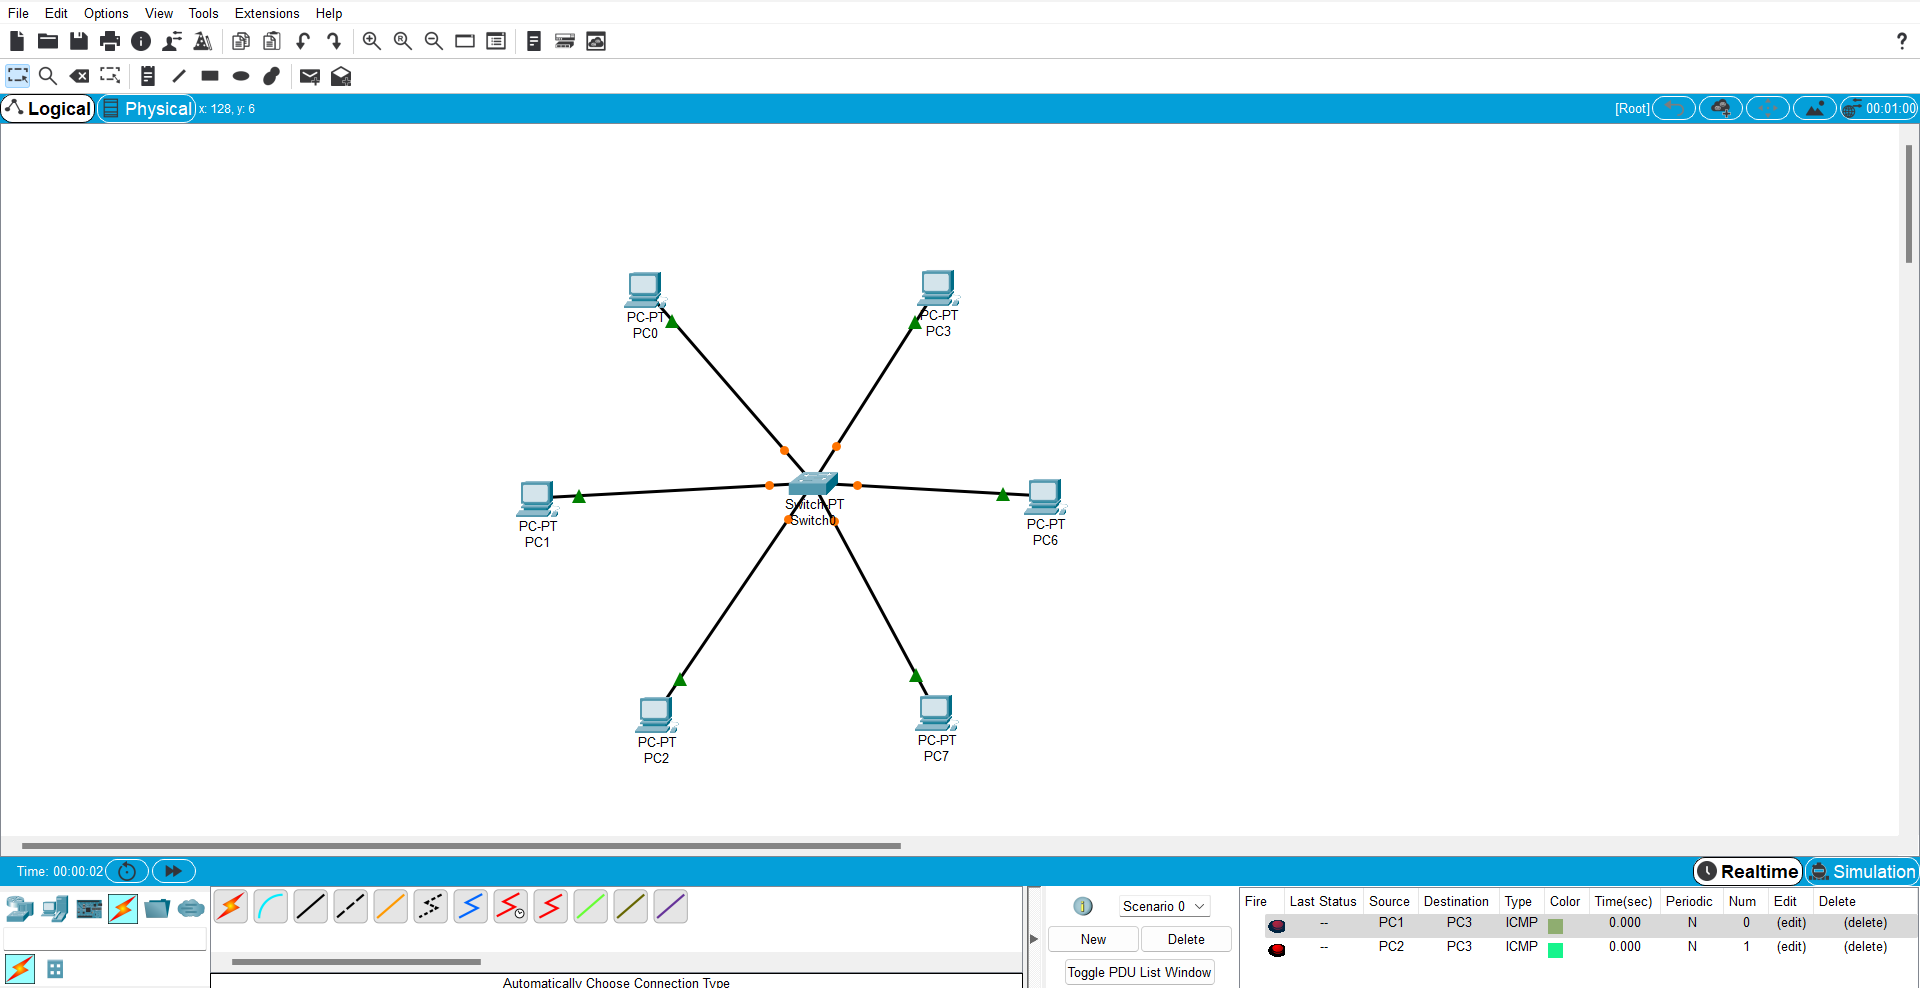 File Edit Options View Tools Extensions Help
?
Logical Physical x: 128, y: 6 [Root] 00:01:00
PC-PT
PC0
PC-PT
PC3
PC-PT
PC1
Switch-PT
Switch0
PC-PT
PC6
PC-PT
PC2
PC-PT
PC7
Time: 00:00:02 Realtime Simulation
Scenario 0
New Delete
Toggle PDU List Window
Fire Last Status Source Destination Type Color Time(sec) Periodic Num Edit Delete
-- PC1 PC3 ICMP 0.000 N 0 (edit) (delete)
-- PC2 PC3 ICMP 0.000 N 1 (edit) (delete)
Automatically Choose Connection Type